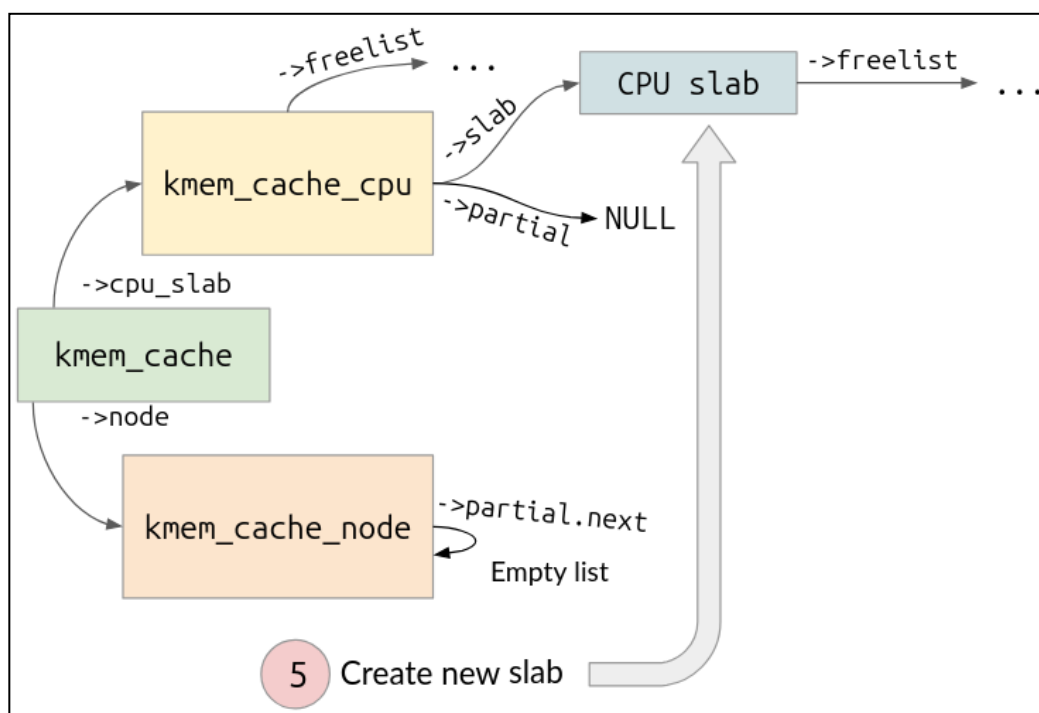 ->freelist
...
CPU slab
->freelist
...
->slab
kmem_cache_cpu
->partial
NULL
->cpu_slab
kmem_cache
->node
->partial.next
kmem_cache_node
Empty list
5 Create new slab